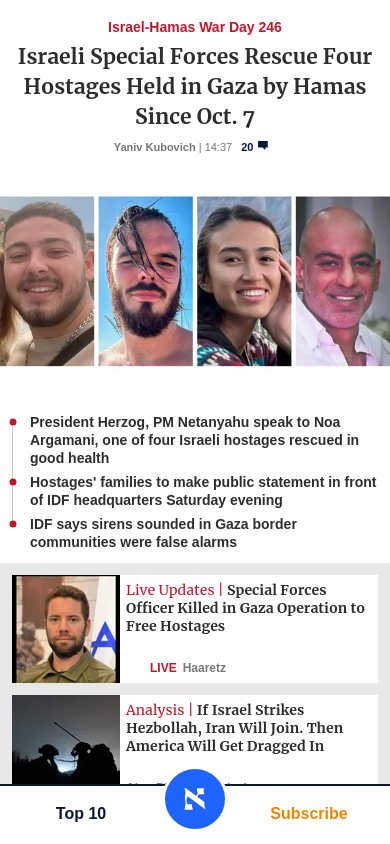 Israel-Hamas War Day 246
Israeli Special Forces Rescue Four
Hostages Held in Gaza by Hamas
Since Oct. 7
Yaniv Kubovich | 14:37 20
President Herzog, PM Netanyahu speak to Noa
Argamani, one of four Israeli hostages rescued in
good health
Hostages' families to make public statement in front
of IDF headquarters Saturday evening
IDF says sirens sounded in Gaza border
communities were false alarms
Live Updates | Special Forces
Officer Killed in Gaza Operation to
Free Hostages
LIVE Haaretz
Analysis | If Israel Strikes
Hezbollah, Iran Will Join. Then
America Will Get Dragged In
Top 10
Subscribe